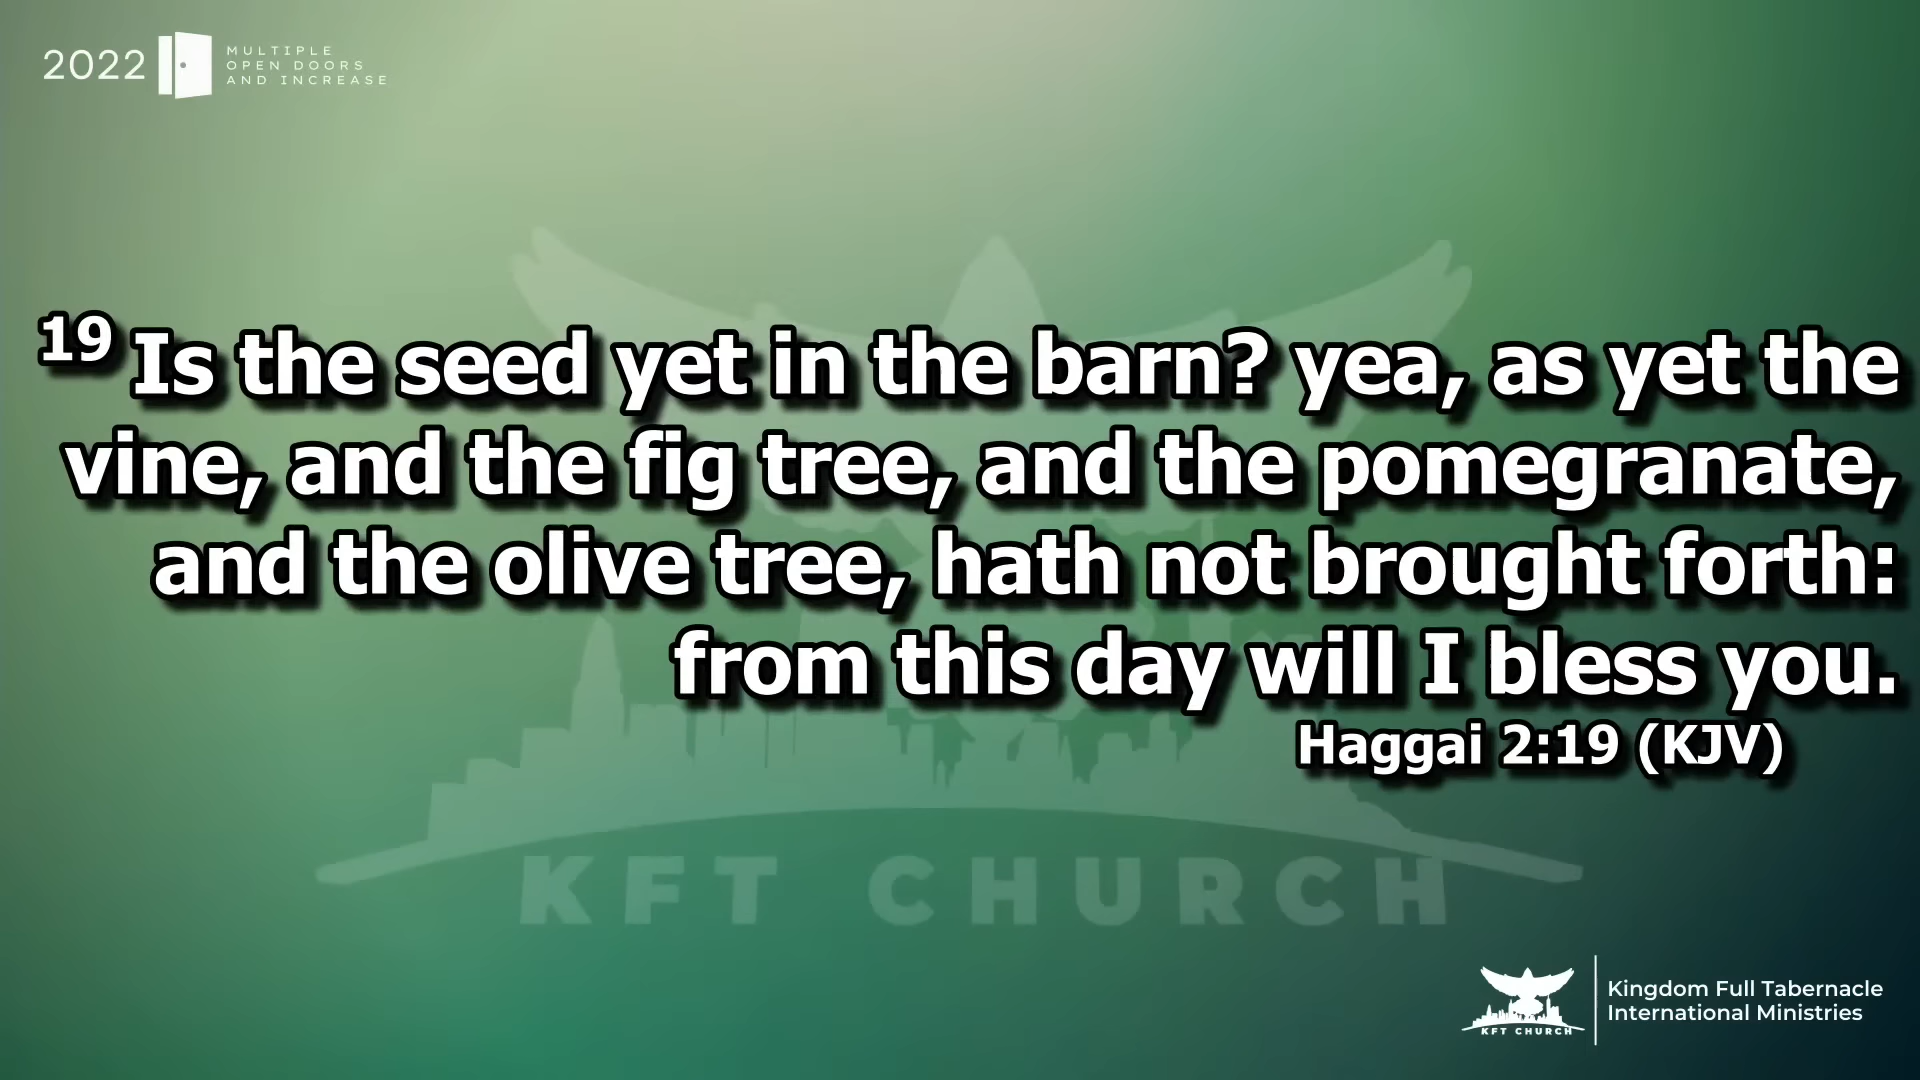 2022
MULTIPLE
OPEN DOORS
AND INCREASE
19 Is the seed yet in the barn? yea, as yet the
vine, and the fig tree, and the pomegranate,
and the olive tree, hath not brought forth:
from this day will I bless you.
Haggai 2:19 (KJV)
KFT CHURCH
KFT CHURCH
Kingdom Full Tabernacle
International Ministries